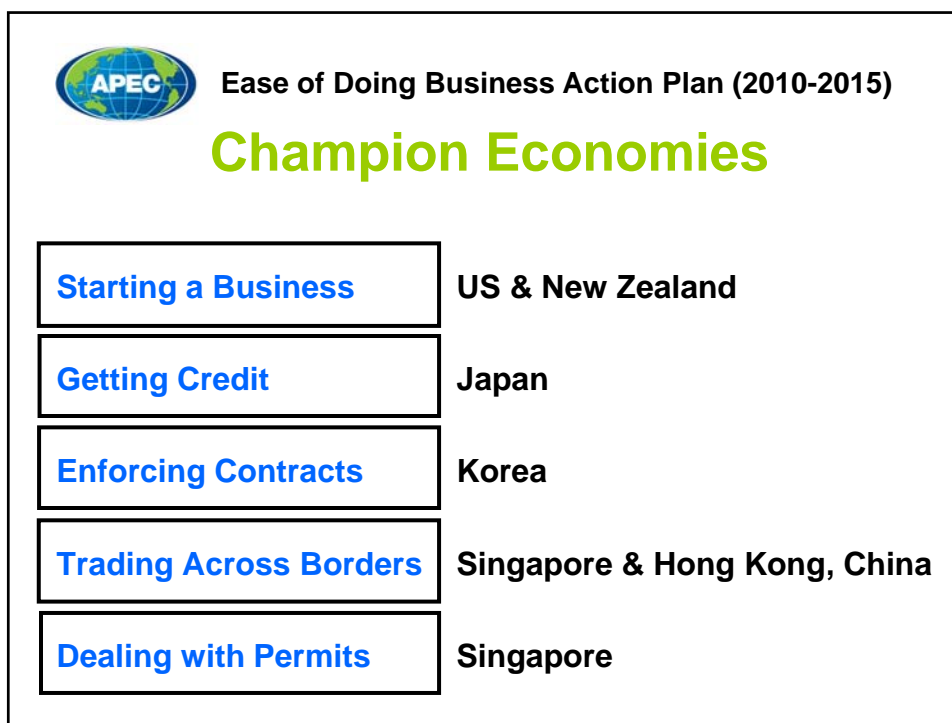 APEC
Ease of Doing Business Action Plan (2010-2015)
Champion Economies
Starting a Business US & New Zealand
Getting Credit Japan
Enforcing Contracts Korea
Trading Across Borders Singapore & Hong Kong, China
Dealing with Permits Singapore